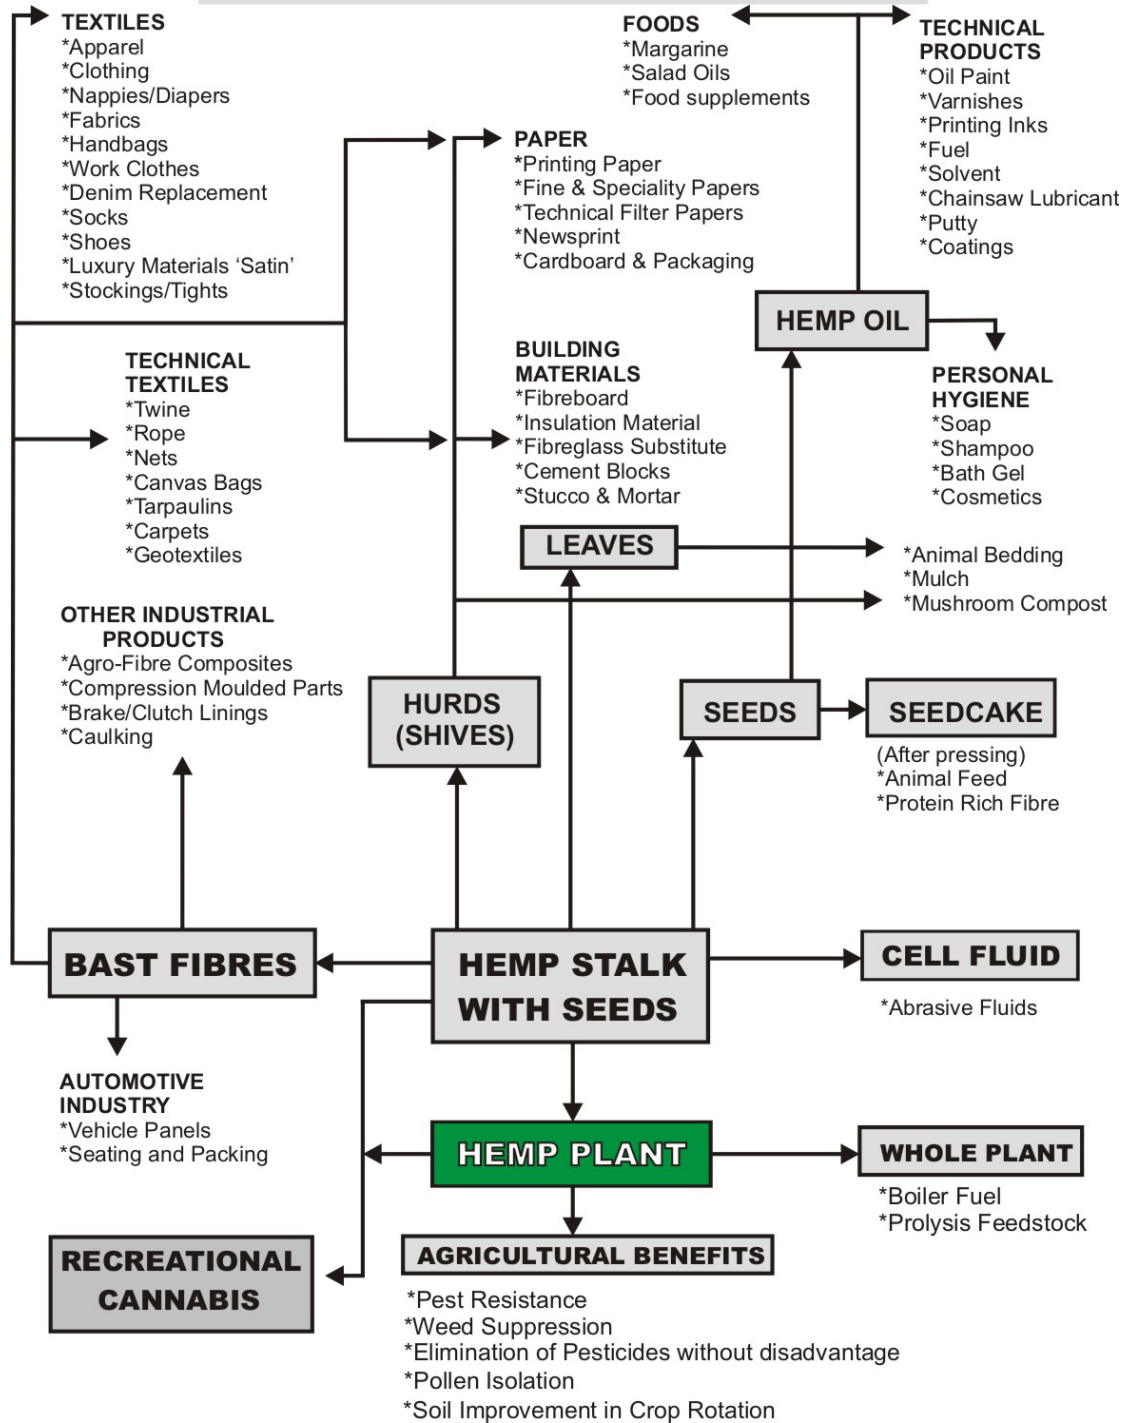 TEXTILES
*Apparel
*Clothing
*Nappies/Diapers
*Fabrics
*Handbags
*Work Clothes
*Denim Replacement
*Socks
*Shoes
*Luxury Materials ‘Satin’
*Stockings/Tights
FOODS
*Margarine
*Salad Oils
*Food supplements
TECHNICAL
PRODUCTS
*Oil Paint
*Varnishes
*Printing Inks
*Fuel
*Solvent
*Chainsaw Lubricant
*Putty
*Coatings
PAPER
*Printing Paper
*Fine & Speciality Papers
*Technical Filter Papers
*Newsprint
*Cardboard & Packaging
HEMP OIL
TECHNICAL
TEXTILES
*Twine
*Rope
*Nets
*Canvas Bags
*Tarpaulins
*Carpets
*Geotextiles
BUILDING
MATERIALS
*Fibreboard
*Insulation Material
*Fibreglass Substitute
*Cement Blocks
*Stucco & Mortar
PERSONAL
HYGIENE
*Soap
*Shampoo
*Bath Gel
*Cosmetics
LEAVES
*Animal Bedding
*Mulch
*Mushroom Compost
OTHER INDUSTRIAL
PRODUCTS
*Agro-Fibre Composites
*Compression Moulded Parts
*Brake/Clutch Linings
*Caulking
HURDS
(SHIVES)
SEEDS
SEEDCAKE
(After pressing)
*Animal Feed
*Protein Rich Fibre
BAST FIBRES
HEMP STALK
WITH SEEDS
CELL FLUID
*Abrasive Fluids
AUTOMOTIVE
INDUSTRY
*Vehicle Panels
*Seating and Packing
HEMP PLANT
WHOLE PLANT
*Boiler Fuel
*Prolysis Feedstock
RECREATIONAL
CANNABIS
AGRICULTURAL BENEFITS
*Pest Resistance
*Weed Suppression
*Elimination of Pesticides without disadvantage
*Pollen Isolation
*Soil Improvement in Crop Rotation